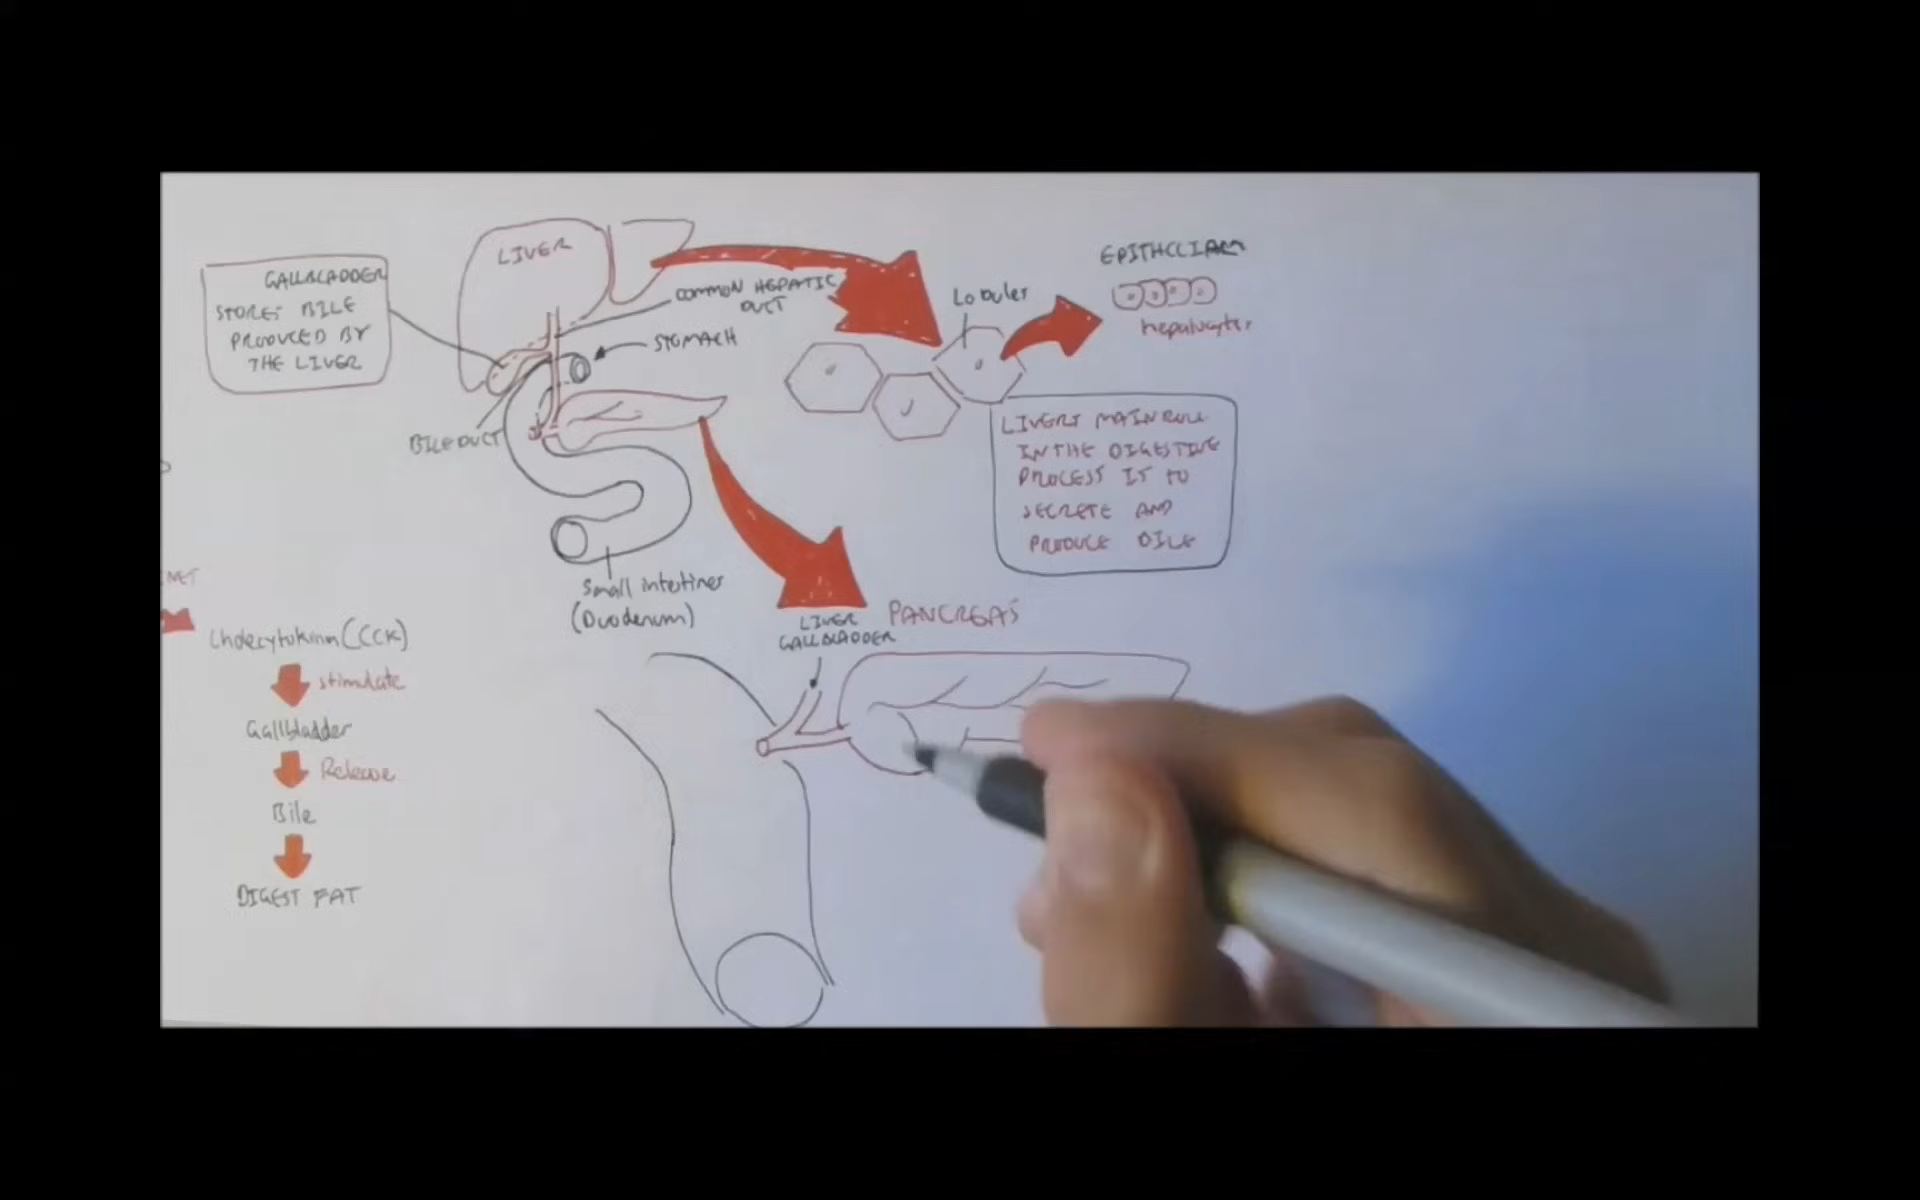 LIVER
GALLBLADDER
STORES BILE
PRODUCED BY
THE LIVER
COMMON HEPATIC
DUCT
STOMACH
BILE DUCT
Small intestines
(Duodenum)
Lobules
EPITHELIAL
hepatocytes
LIVERS MAIN ROLE
IN THE DIGESTIVE
PROCESS IS TO
SECRETE AND
PRODUCE BILE
Cholecytokinin (CCK)
stimulate
Gallbladder
Release
Bile
DIGEST FAT
LIVER
GALLBLADDER
PANCREAS